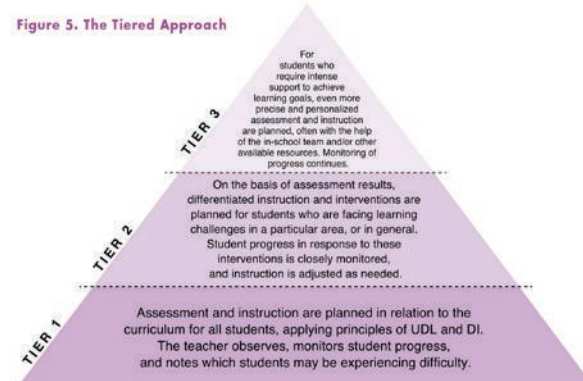 Figure 5. The Tiered Approach
For
students who
require intense
support to achieve
learning goals, even more
precise and personalized
assessment and instruction
are planned, often with the help
of the in-school team and/or other
available resources. Monitoring of
progress continues.
TIER 3
On the basis of assessment results,
differentiated instruction and interventions are
planned for students who are facing learning
challenges in a particular area, or in general.
Student progress in response to these
interventions is closely monitored,
and instruction is adjusted as needed.
TIER 2
Assessment and instruction are planned in relation to the
curriculum for all students, applying principles of UDL and DI.
The teacher observes, monitors student progress,
and notes which students may be experiencing difficulty.
TIER 1